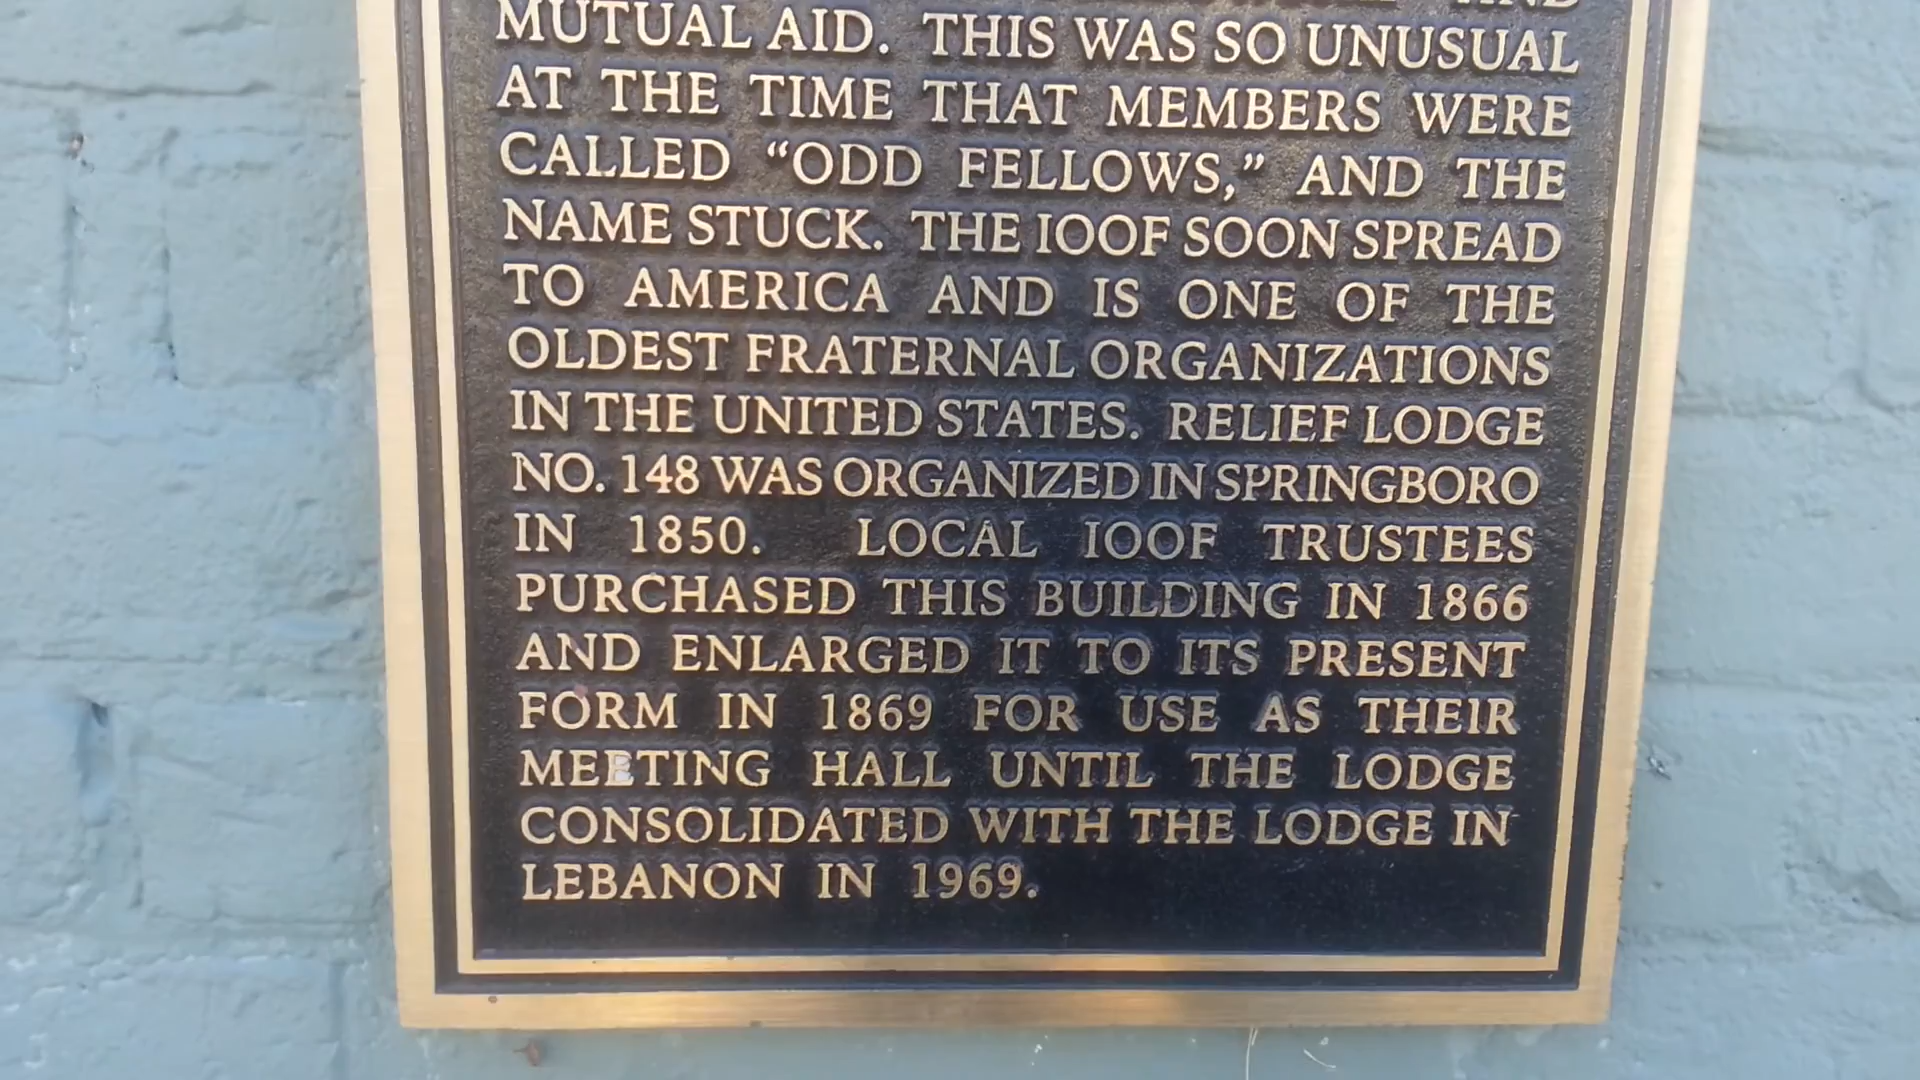 AND
MUTUAL AID. THIS WAS SO UNUSUAL
AT THE TIME THAT MEMBERS WERE
CALLED “ODD FELLOWS,” AND THE
NAME STUCK. THE IOOF SOON SPREAD
TO AMERICA AND IS ONE OF THE
OLDEST FRATERNAL ORGANIZATIONS
IN THE UNITED STATES. RELIEF LODGE
NO. 148 WAS ORGANIZED IN SPRINGBORO
IN 1850. LOCAL IOOF TRUSTEES
PURCHASED THIS BUILDING IN 1866
AND ENLARGED IT TO ITS PRESENT
FORM IN 1869 FOR USE AS THEIR
MEETING HALL UNTIL THE LODGE
CONSOLIDATED WITH THE LODGE IN
LEBANON IN 1969.